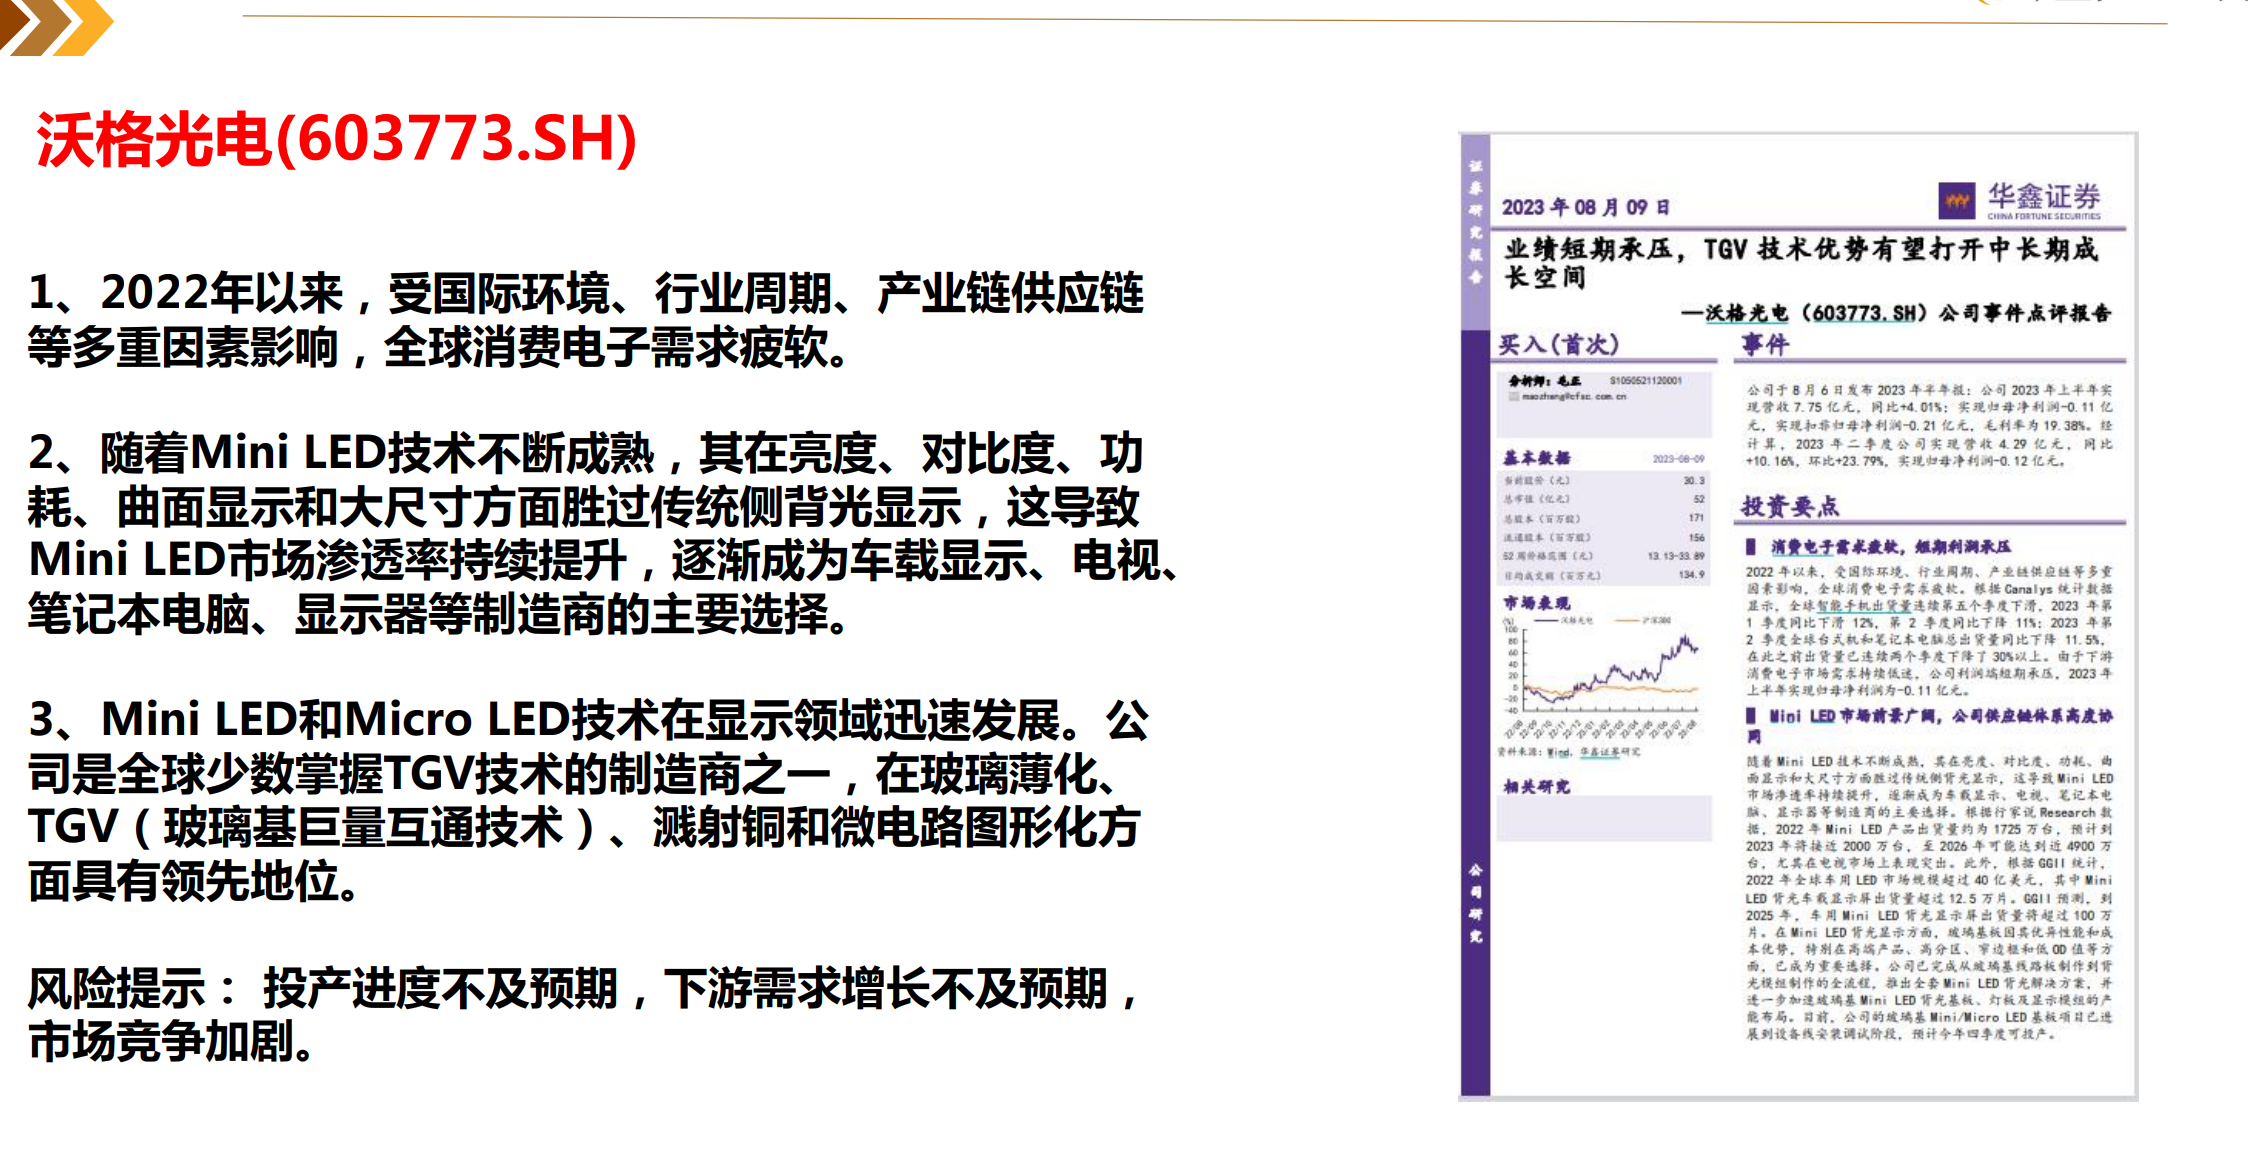 沃格光电(603773.SH)
1、2022年以来，受国际环境、行业周期、产业链供应链
等多重因素影响，全球消费电子需求疲软。
2、随着Mini LED技术不断成熟，其在亮度、对比度、功
耗、曲面显示和大尺寸方面胜过传统侧背光显示，这导致
Mini LED市场渗透率持续提升，逐渐成为车载显示、电视、
笔记本电脑、显示器等制造商的主要选择。
3、Mini LED和Micro LED技术在显示领域迅速发展。公
司是全球少数掌握TGV技术的制造商之一，在玻璃薄化、
TGV（玻璃基巨量互通技术）、溅射铜和微电路图形化方
面具有领先地位。
风险提示： 投产进度不及预期，下游需求增长不及预期，
市场竞争加剧。
证券研究报告
公司研究
2023 年 08 月 09 日
华鑫证券
CHINA FORTUNE SECURITIES
业绩短期承压，TGV 技术优势有望打开中长期成
长空间
—沃格光电（603773.SH）公司事件点评报告
买入(首次)
分析师：毛正 S1050521120001
maozheng@cfsc.com.cn
基本数据 2023-08-09
当前股价（元） 30.3
总市值（亿元） 52
总股本（百万股） 171
流通股本（百万股） 156
52 周价格范围（元） 13.13-33.89
日均成交额（百万元） 134.9
市场表现
(%) 沃格光电 沪深300
100
80
60
40
20
0
-20
-40
资料来源：Wind，华鑫证券研究
相关研究
事件
公司于 8 月 6 日发布 2023 年半年报：公司 2023 年上半年实
现营收 7.75 亿元，同比+4.01%；实现归母净利润-0.11 亿
元，实现扣非归母净利润-0.21 亿元，毛利率为 19.38%。经
计算，2023 年二季度公司实现营收 4.29 亿元，同比
+10.16%，环比+23.79%，实现归母净利润-0.12 亿元。
投资要点
消费电子需求疲软，短期利润承压
2022 年以来，受国际环境、行业周期、产业链供应链等多重
因素影响，全球消费电子需求疲软。根据 Canalys 统计数据
显示，全球智能手机出货量连续第五个季度下滑，2023 年第
1 季度同比下滑 12%，第 2 季度同比下降 11%；2023 年第
2 季度全球台式机和笔记本电脑总出货量同比下降 11.5%，
在此之前出货量已连续两个季度下降了 30%以上。由于下游
消费电子市场需求持续低迷，公司利润端短期承压，2023 年
上半年实现归母净利润为-0.11 亿元。
Mini LED 市场前景广阔，公司供应链体系高度协
同
随着 Mini LED 技术不断成熟，其在亮度、对比度、功耗、曲
面显示和大尺寸方面胜过传统侧背光显示，这导致 Mini LED
市场渗透率持续提升，逐渐成为车载显示、电视、笔记本电
脑、显示器等制造商的主要选择。根据行家说 Research 数
据，2022 年 Mini LED 产品出货量约为 1725 万台，预计到
2023 年将接近 2000 万台，至 2026 年可能达到近 4900 万
台，尤其在电视市场上表现突出。此外，根据 GGII 统计，
2022 年全球车用 LED 市场规模超过 40 亿美元，其中 Mini
LED 背光车载显示屏出货量超过 12.5 万片。GGII 预测，到
2025 年，车用 Mini LED 背光显示屏出货量将超过 100 万
片。在 Mini LED 背光显示方面，玻璃基板因其优异性能和成
本优势，特别在高端产品、高分区、窄边框和低 OD 值等方
面，已成为重要选择。公司已完成从玻璃基线路板制作到背
光模组制作的全流程，推出全套 Mini LED 背光解决方案，并
进一步加速玻璃基 Mini LED 背光基板、灯板及显示模组的产
能布局。目前，公司的玻璃基 Mini/Micro LED 基板项目已进
展到设备线安装调试阶段，预计今年四季度可投产。